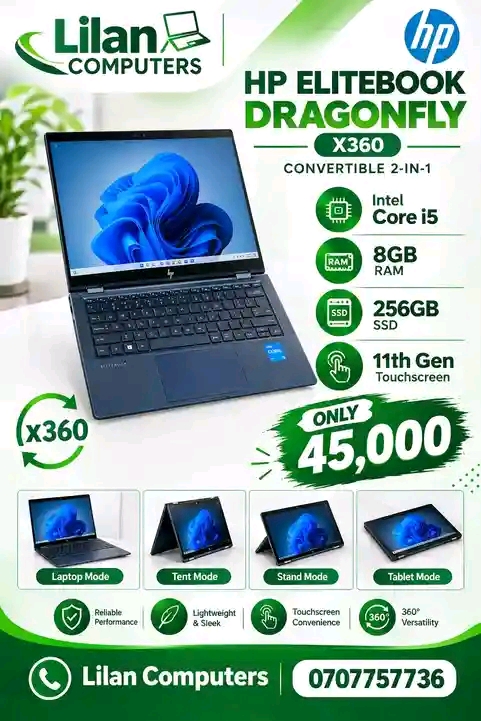 Lilan
COMPUTERS
hp
HP ELITEBOOK
DRAGONFLY
X360
CONVERTIBLE 2-IN-1
Intel
Core i5
RAM
8GB
RAM
SSD
256GB
SSD
11th Gen
Touchscreen
x360
ONLY
45,000
Laptop Mode
Tent Mode
Stand Mode
Tablet Mode
Reliable
Performance
Lightweight
& Sleek
Touchscreen
Convenience
360°
360°
Versatility
Lilan Computers
0707757736